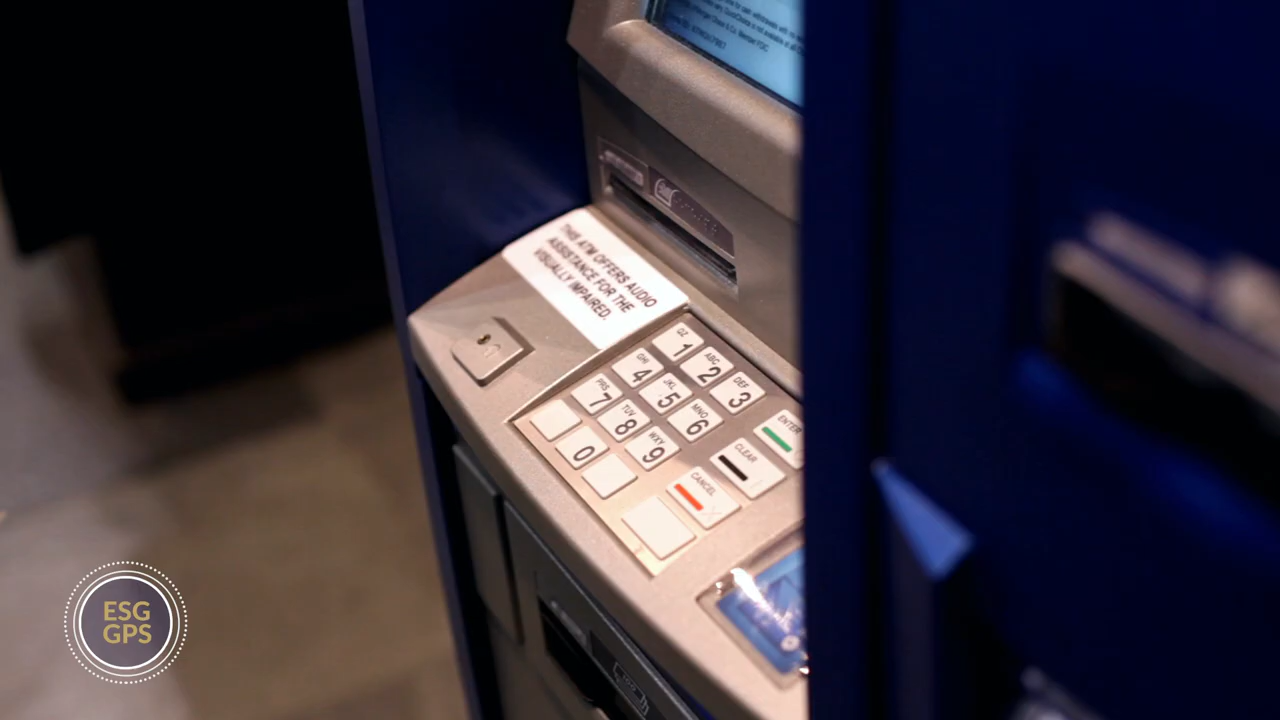 THIS ATM OFFERS AUDIO
ASSISTANCE FOR THE
VISUALLY IMPAIRED.
QZ
1
ABC
2
DEF
3
GHI
4
JKL
5
MNO
6
PRS
7
TUV
8
WXY
9
0
ENTER
CLEAR
CANCEL
ESG
GPS